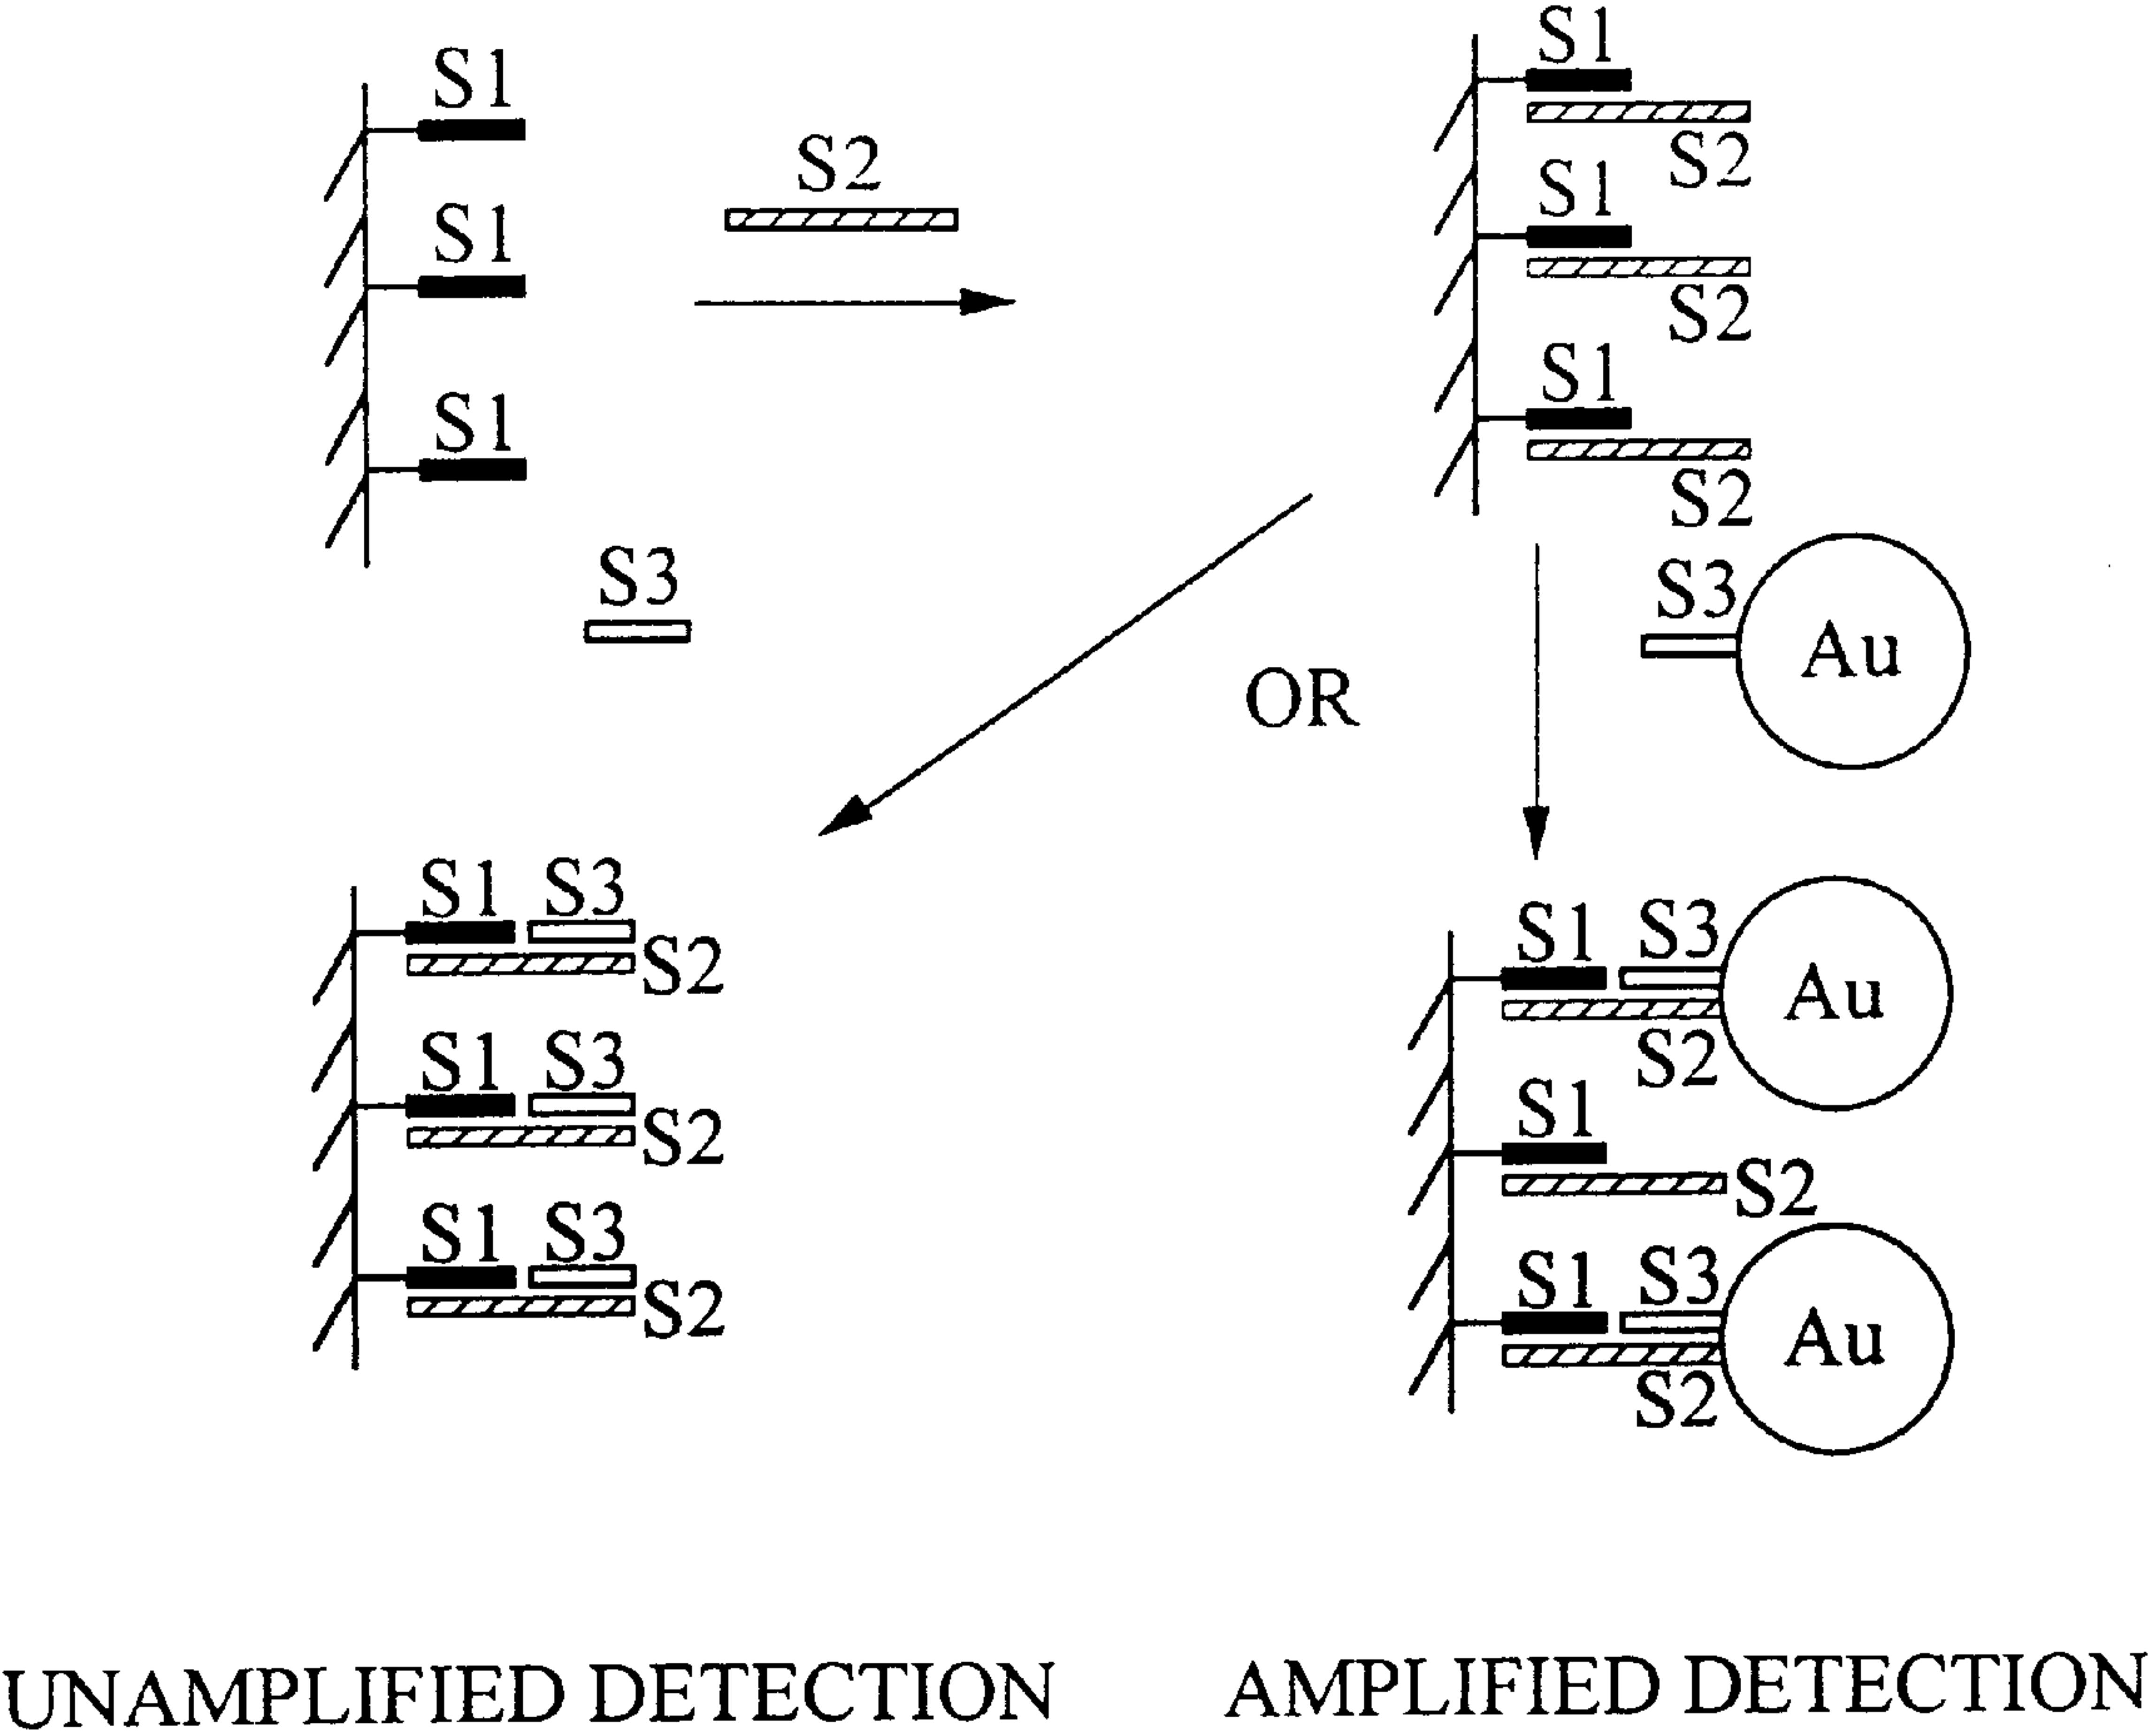 S1
S1
S1
S2
S1
S2
S1
S2
S1
S2
S3
OR
S3
Au
S1 S3
S2
S1 S3
S2
S1 S3
S2
S1 S3
Au
S2
S1
S2
S1 S3
Au
S2
UNAMPLIFIED DETECTION
AMPLIFIED DETECTION